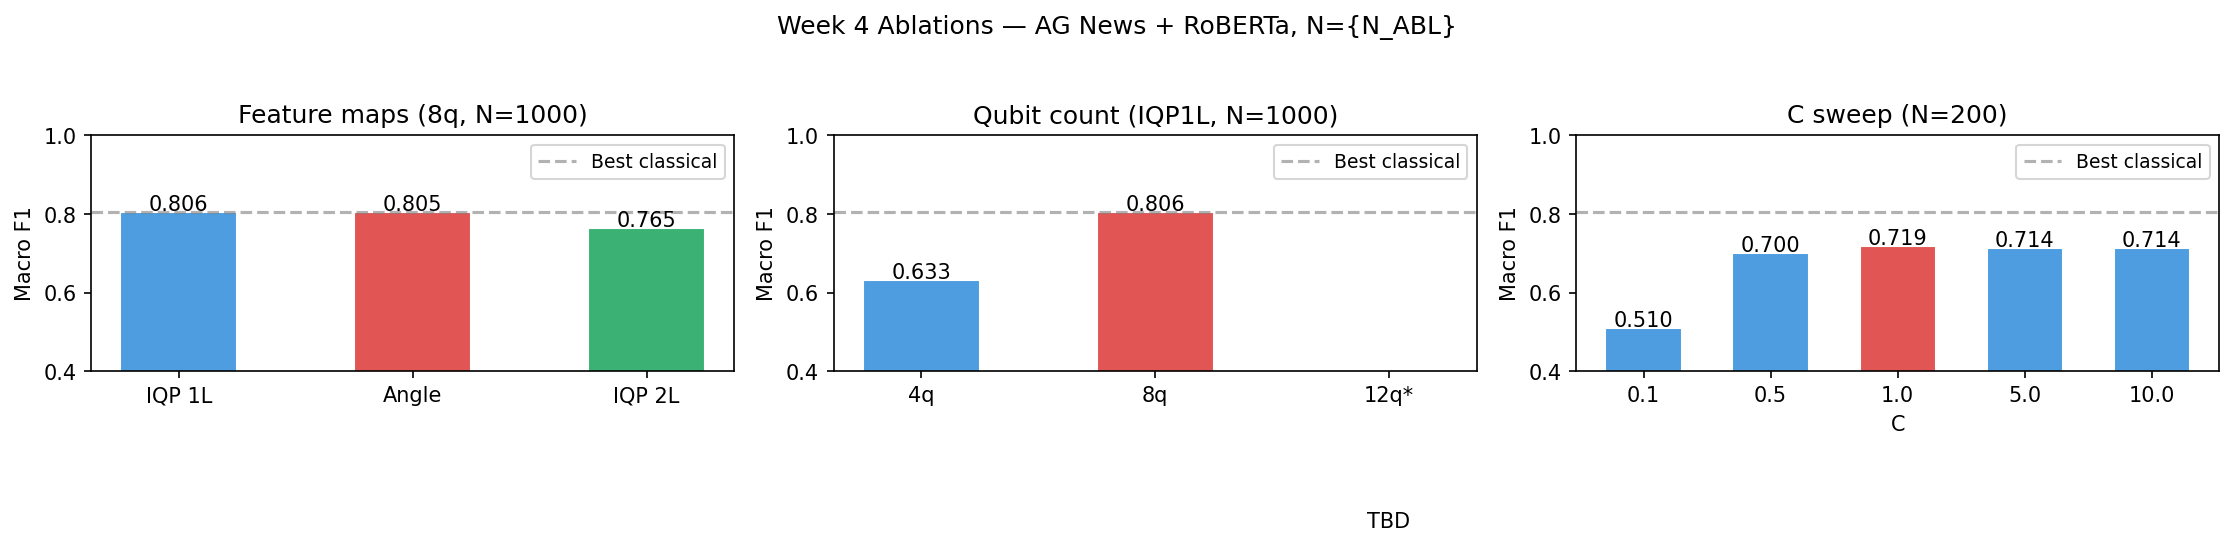 Week 4 Ablations — AG News + RoBERTa, N={N_ABL}
Feature maps (8q, N=1000)
Macro F1
1.0
0.8
0.6
0.4
Best classical
0.806
0.805
0.765
IQP 1L
Angle
IQP 2L
Qubit count (IQP1L, N=1000)
Macro F1
1.0
0.8
0.6
0.4
Best classical
0.633
0.806
4q
8q
12q*
TBD
C sweep (N=200)
Macro F1
1.0
0.8
0.6
0.4
Best classical
0.510
0.700
0.719
0.714
0.714
0.1
0.5
1.0
5.0
10.0
C